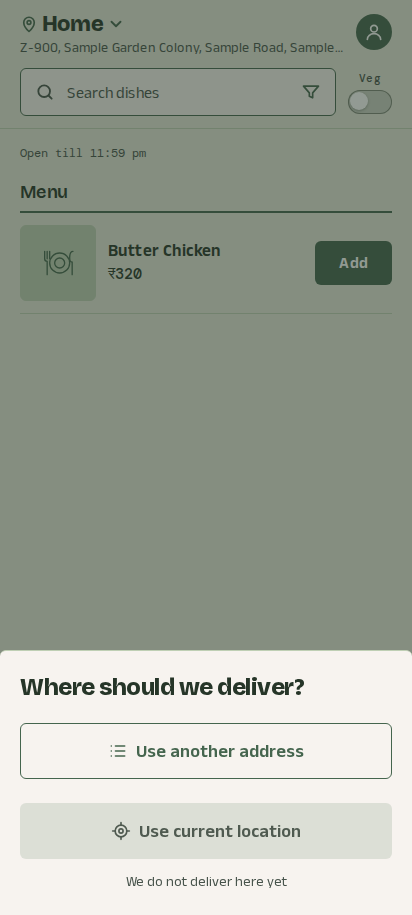 Home
Z-900, Sample Garden Colony, Sample Road, Sample...
Search dishes
Veg
Open till 11:59 pm
Menu
Butter Chicken
₹320
Add
Where should we deliver?
Use another address
Use current location
We do not deliver here yet